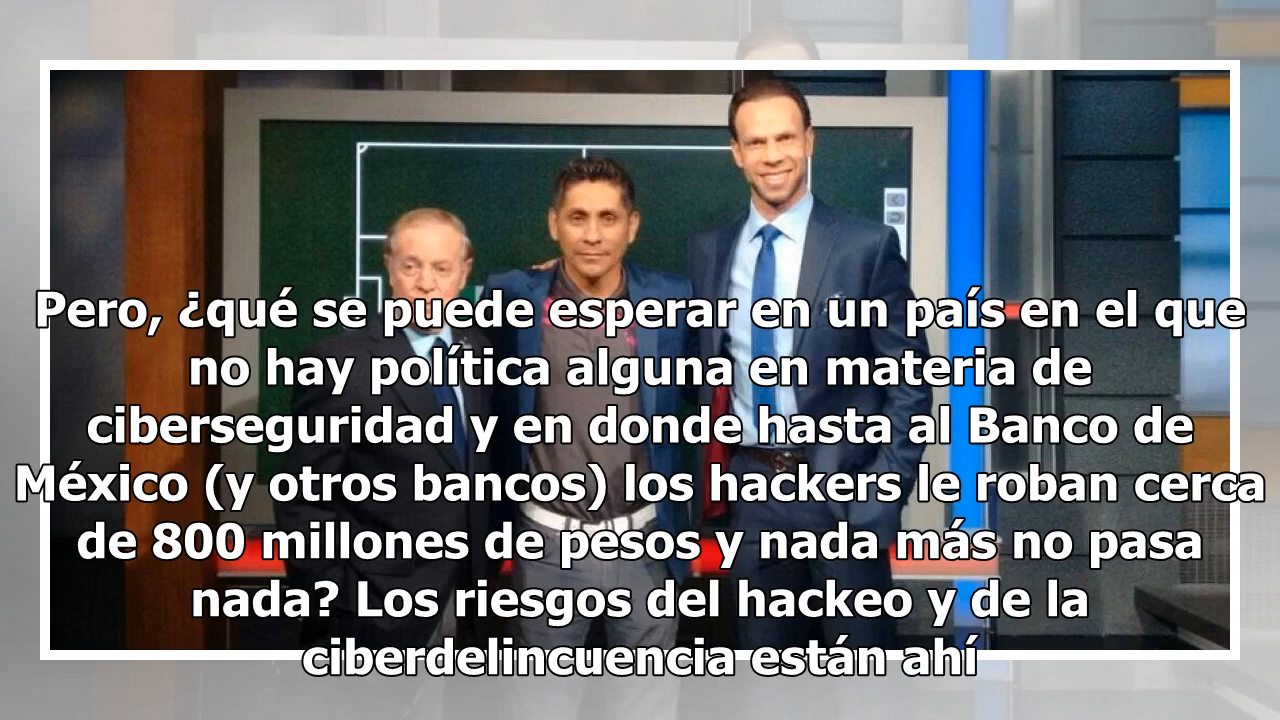 Pero, ¿qué se puede esperar en un país en el que
no hay política alguna en materia de
ciberseguridad y en donde hasta al Banco de
México (y otros bancos) los hackers le roban cerca
de 800 millones de pesos y nada más no pasa
nada? Los riesgos del hackeo y de la
ciberdelincuencia están ahí